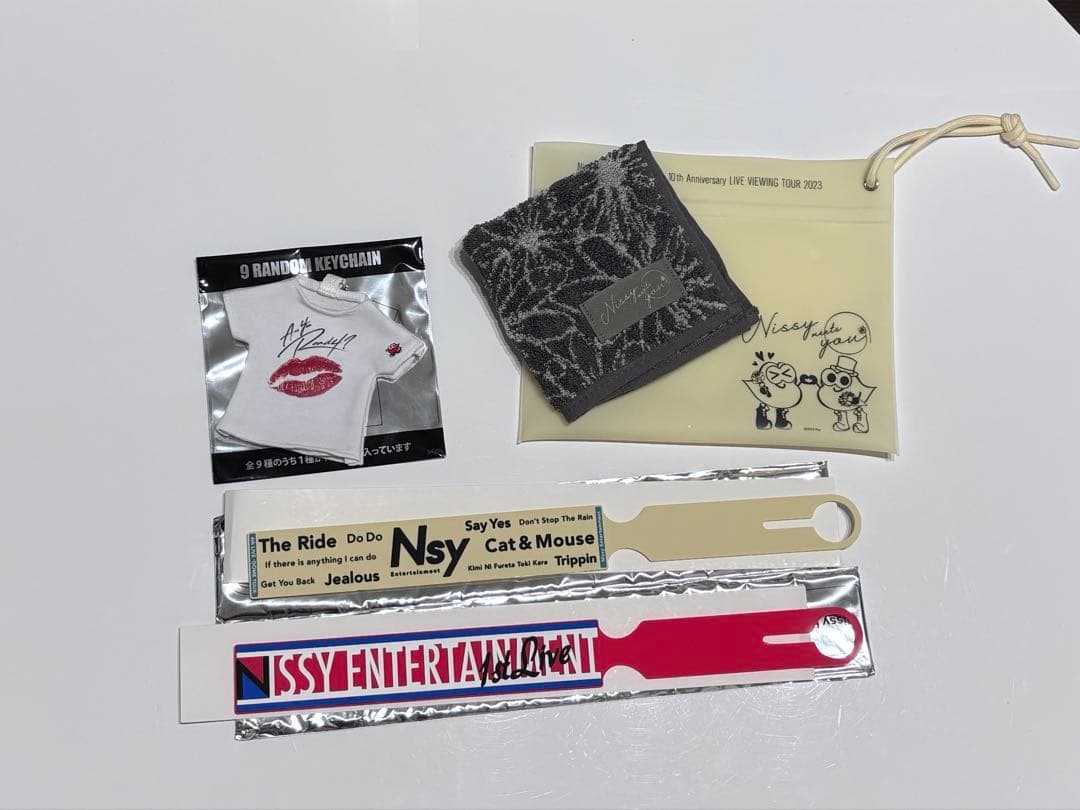 9 RANDOM KEYCHAIN
A-Yo
Ready?
全9種のうち1種が
入っています
10th Anniversary LIVE VIEWING TOUR 2023
Nissy
meets
you
Nissy meets
you
The Ride
Do Do
If there is anything I can do
Get You Back
Jealous
Nsy
Entertainment
Say Yes
Don't Stop The Rain
Cat & Mouse
Kimi Ni Fureta Toki Kara
Trippin
NISSY ENTERTAINMENT
1st Live